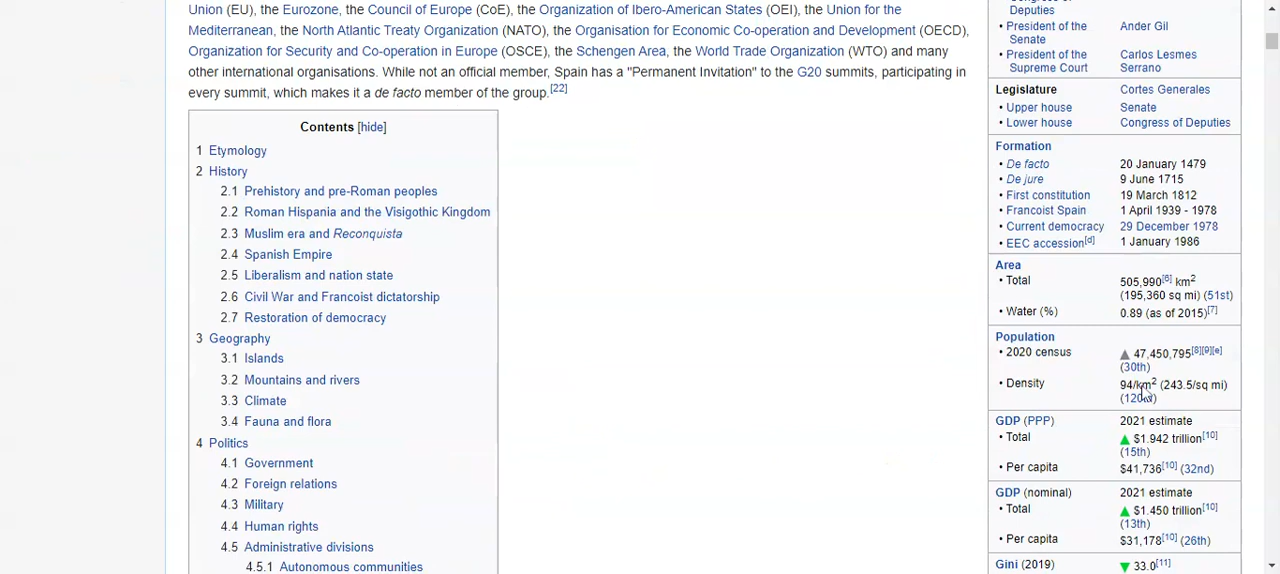 Union (EU), the Eurozone, the Council of Europe (CoE), the Organization of Ibero-American States (OEI), the Union for the
Mediterranean, the North Atlantic Treaty Organization (NATO), the Organisation for Economic Co-operation and Development (OECD),
Organization for Security and Co-operation in Europe (OSCE), the Schengen Area, the World Trade Organization (WTO) and many
other international organisations. While not an official member, Spain has a "Permanent Invitation" to the G20 summits, participating in
every summit, which makes it a de facto member of the group.[22]
Contents [hide]
1 Etymology
2 History
2.1 Prehistory and pre-Roman peoples
2.2 Roman Hispania and the Visigothic Kingdom
2.3 Muslim era and Reconquista
2.4 Spanish Empire
2.5 Liberalism and nation state
2.6 Civil War and Francoist dictatorship
2.7 Restoration of democracy
3 Geography
3.1 Islands
3.2 Mountains and rivers
3.3 Climate
3.4 Fauna and flora
4 Politics
4.1 Government
4.2 Foreign relations
4.3 Military
4.4 Human rights
4.5 Administrative divisions
4.5.1 Autonomous communities
Deputies
• President of the Ander Gil
Senate
• President of the Carlos Lesmes
Supreme Court Serrano
Legislature Cortes Generales
• Upper house Senate
• Lower house Congress of Deputies
Formation
• De facto 20 January 1479
• De jure 9 June 1715
• First constitution 19 March 1812
• Francoist Spain 1 April 1939 - 1978
• Current democracy 29 December 1978
• EEC accession[d] 1 January 1986
Area
• Total 505,990[6] km2
(195,360 sq mi) (51st)
• Water (%) 0.89 (as of 2015)[7]
Population
• 2020 census ▲ 47,450,795[8][9][e]
(30th)
• Density 94/km2 (243.5/sq mi)
GDP (PPP) 2021 estimate
• Total ▲ $1.942 trillion[10]
(15th)
• Per capita $41,736[10] (32nd)
GDP (nominal) 2021 estimate
• Total ▲ $1.450 trillion[10]
(13th)
• Per capita $31,178[10] (26th)
Gini (2019) ▼ 33.0[11]